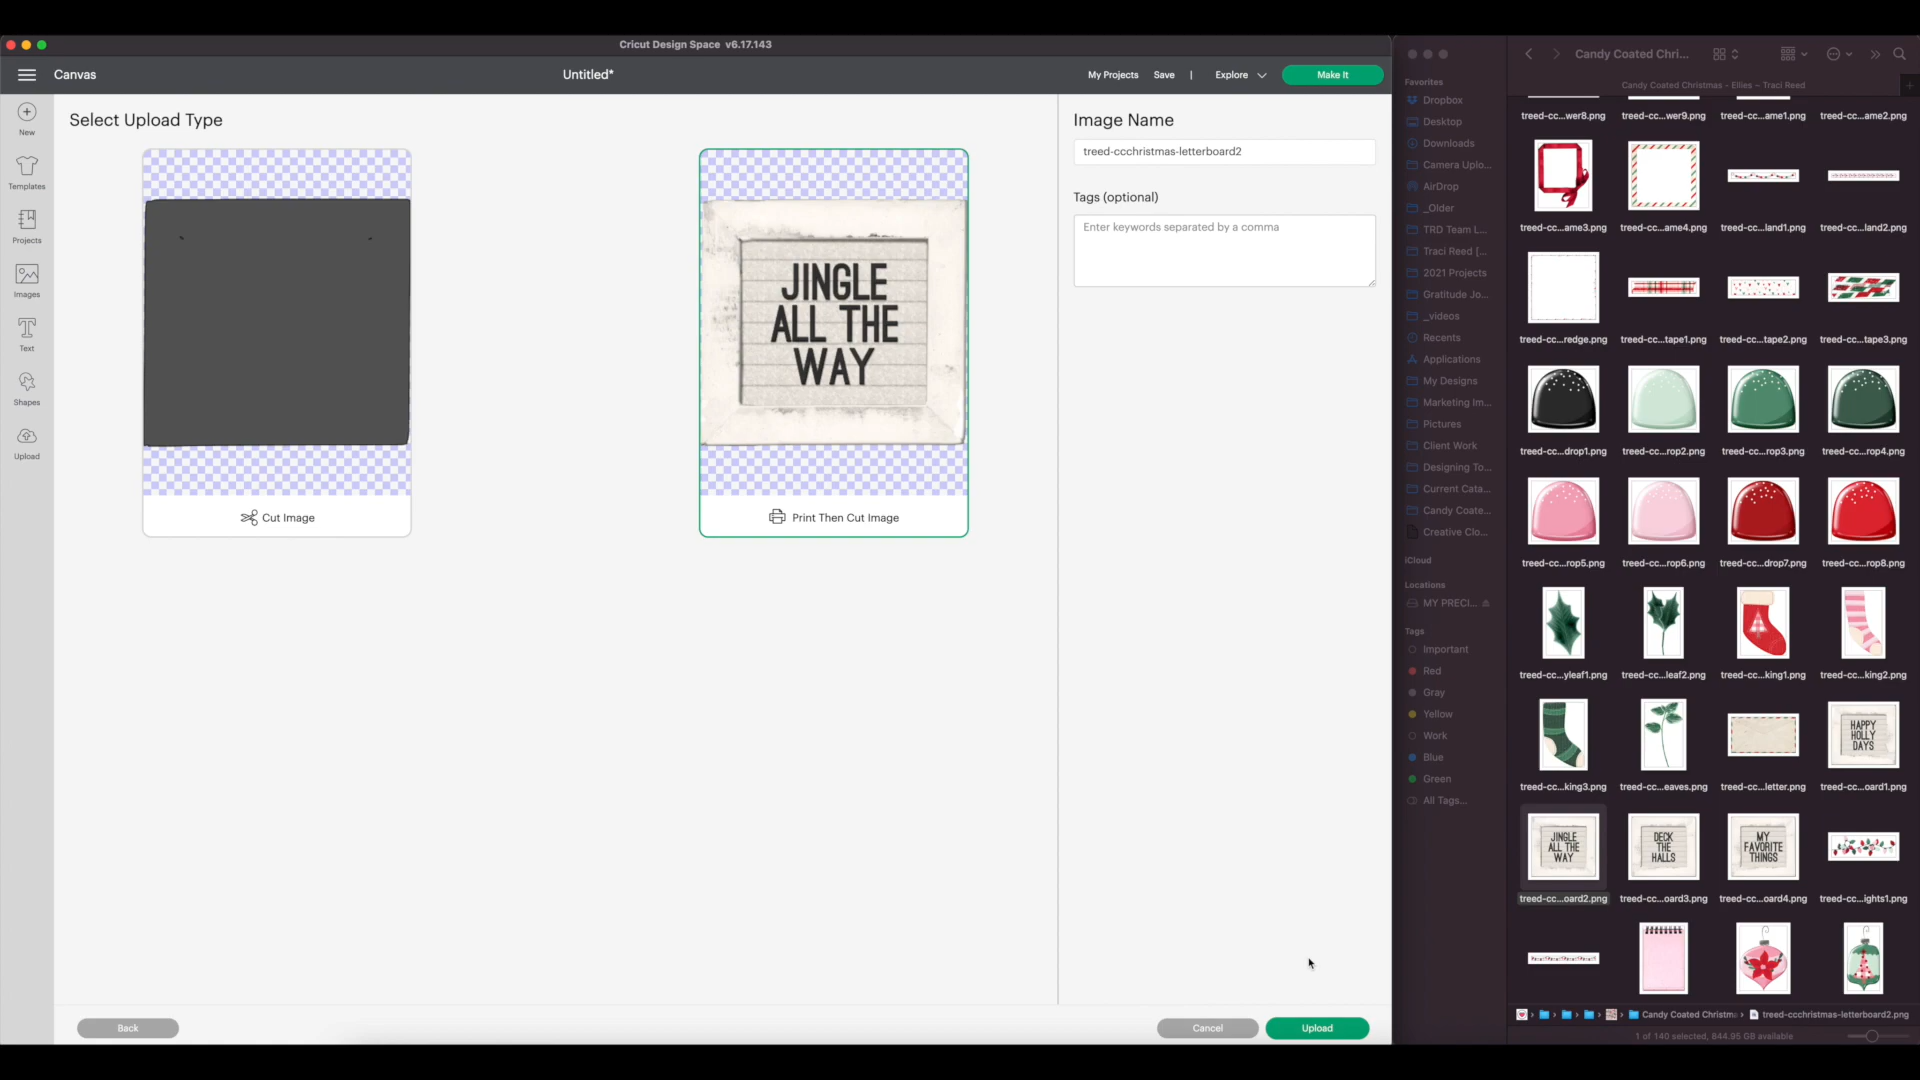 Cricut Design Space v6.17.143
Canvas
Untitled*
My Projects
Save
|
Explore
Make It
New
Templates
Projects
Images
Text
Shapes
Upload
Select Upload Type
Cut Image
JINGLE
ALL THE
WAY
Print Then Cut Image
Image Name
treed-ccchristmas-letterboard2
Tags (optional)
Enter keywords separated by a comma
Back
Cancel
Upload
Favorites
Dropbox
Desktop
Downloads
Camera Uplo...
AirDrop
_Older
TRD Team L...
Traci Reed [...
2021 Projects
Gratitude Jo...
_videos
Recents
Applications
My Designs
Marketing Im...
Pictures
Client Work
Designing To...
Current Cata...
Candy Coate...
Creative Clo...
iCloud
Locations
MY PRECI...
Tags
Important
Red
Gray
Yellow
Work
Blue
Green
All Tags...
Candy Coated Chri...
Candy Coated Christmas - Ellies — Traci Reed
treed-cc...wer8.png treed-cc...wer9.png treed-cc...ame1.png treed-cc...ame2.png
treed-cc...ame3.png treed-cc...ame4.png treed-cc...land1.png treed-cc...land2.png
treed-cc...redge.png treed-cc...tape1.png treed-cc...tape2.png treed-cc...tape3.png
treed-cc...drop1.png treed-cc...rop2.png treed-cc...rop3.png treed-cc...rop4.png
treed-cc...rop5.png treed-cc...rop6.png treed-cc...drop7.png treed-cc...rop8.png
treed-cc...yleaf1.png treed-cc...leaf2.png treed-cc...king1.png treed-cc...king2.png
HAPPY
HOLLY
DAYS
treed-cc...king3.png treed-cc...eaves.png treed-cc...letter.png treed-cc...oard1.png
JINGLE
ALL THE
WAY
DECK
THE
HALLS
MY
FAVORITE
THINGS
treed-cc...oard2.png treed-cc...oard3.png treed-cc...oard4.png treed-cc...ights1.png
Candy Coated Christm
treed-ccchristmas-letterboard2.png
1 of 140 selected, 844.95 GB available